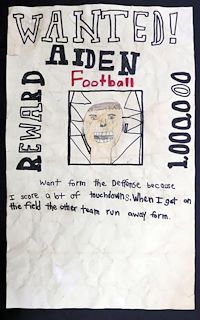 WANTED!
AIDEN
Football
REWARD
1,000,000
Want form the Deffense because
I score a lot of touchdowns. When I get on
the field the other team run away form.